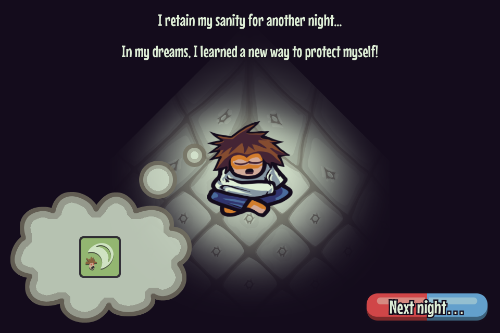 I retain my sanity for another night...
In my dreams, I learned a new way to protect myself!
Next night...